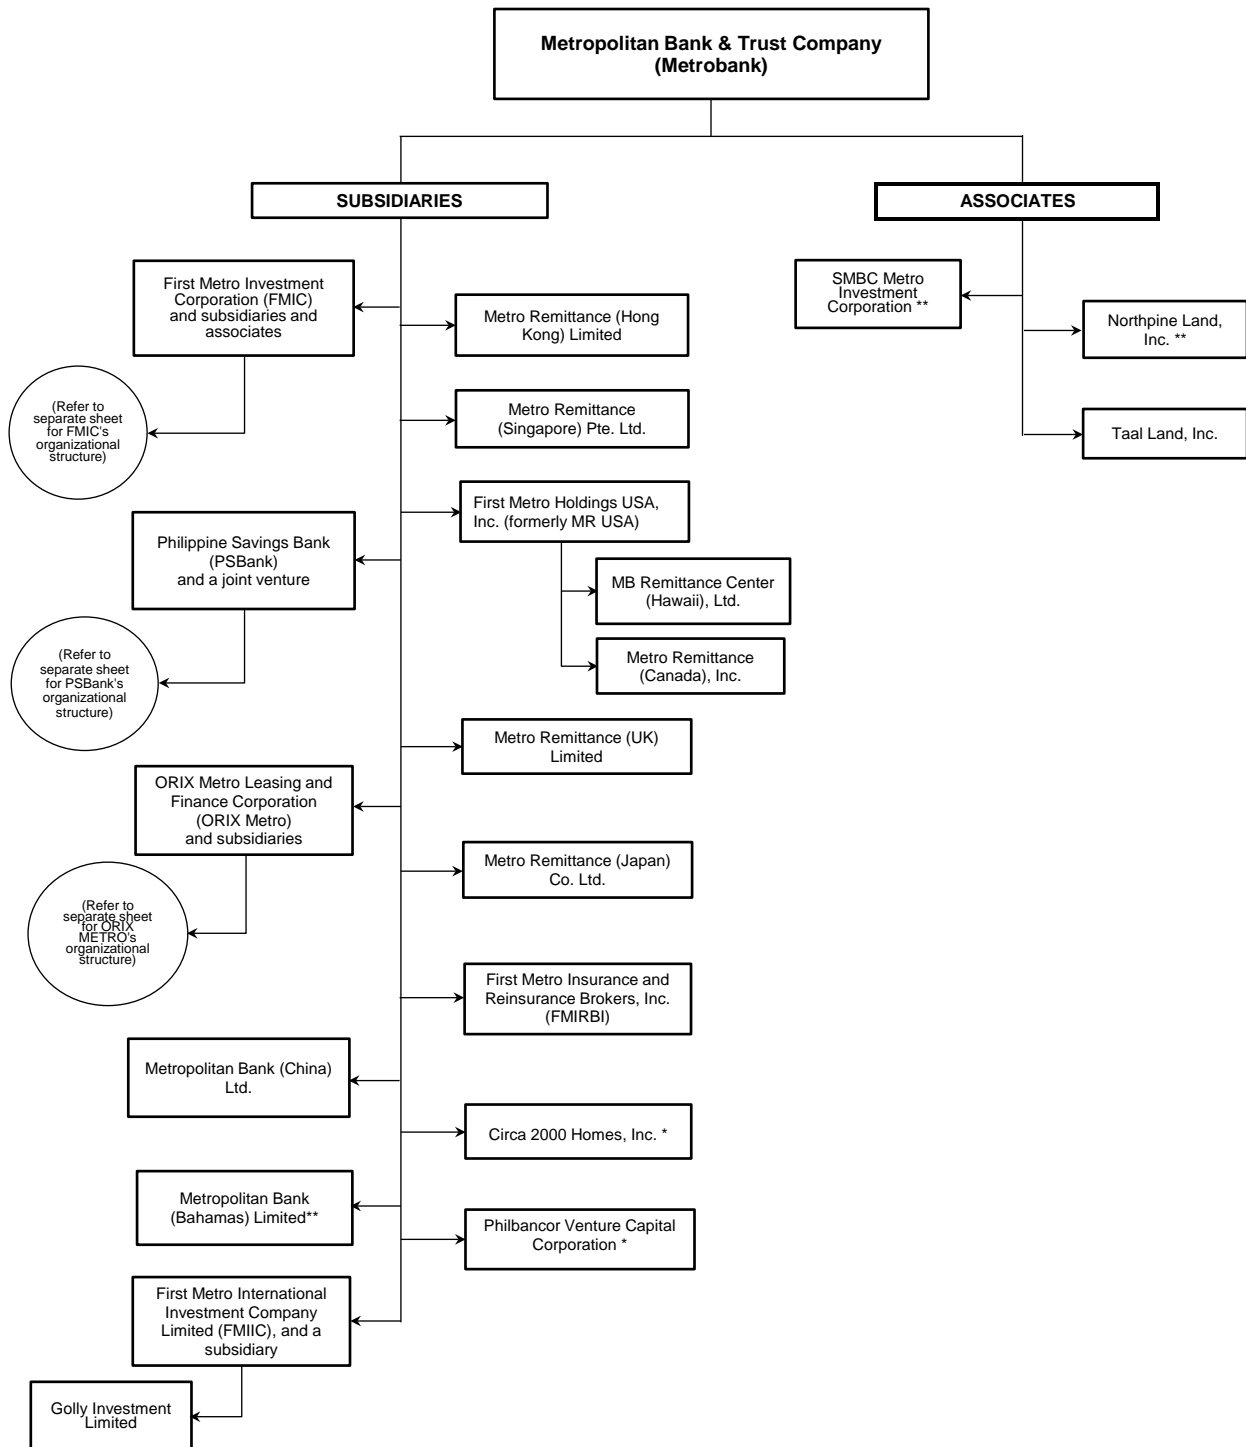 Metropolitan Bank & Trust Company
(Metrobank)
SUBSIDIARIES
ASSOCIATES
First Metro Investment
Corporation (FMIC)
and subsidiaries and
associates
(Refer to
separate sheet
for FMIC's
organizational
structure)
Philippine Savings Bank
(PSBank)
and a joint venture
(Refer to
separate sheet
for PSBank's
organizational
structure)
ORIX Metro Leasing and
Finance Corporation
(ORIX Metro)
and subsidiaries
(Refer to
separate sheet
for ORIX
METRO's
organizational
structure)
Metropolitan Bank (China)
Ltd.
Metropolitan Bank
(Bahamas) Limited**
First Metro International
Investment Company
Limited (FMIIC), and a
subsidiary
Golly Investment
Limited
Metro Remittance (Hong
Kong) Limited
Metro Remittance
(Singapore) Pte. Ltd.
First Metro Holdings USA,
Inc. (formerly MR USA)
MB Remittance Center
(Hawaii), Ltd.
Metro Remittance
(Canada), Inc.
Metro Remittance (UK)
Limited
Metro Remittance (Japan)
Co. Ltd.
First Metro Insurance and
Reinsurance Brokers, Inc.
(FMIRBI)
Circa 2000 Homes, Inc. *
Philbancor Venture Capital
Corporation *
SMBC Metro
Investment
Corporation **
Northpine Land,
Inc. **
Taal Land, Inc.